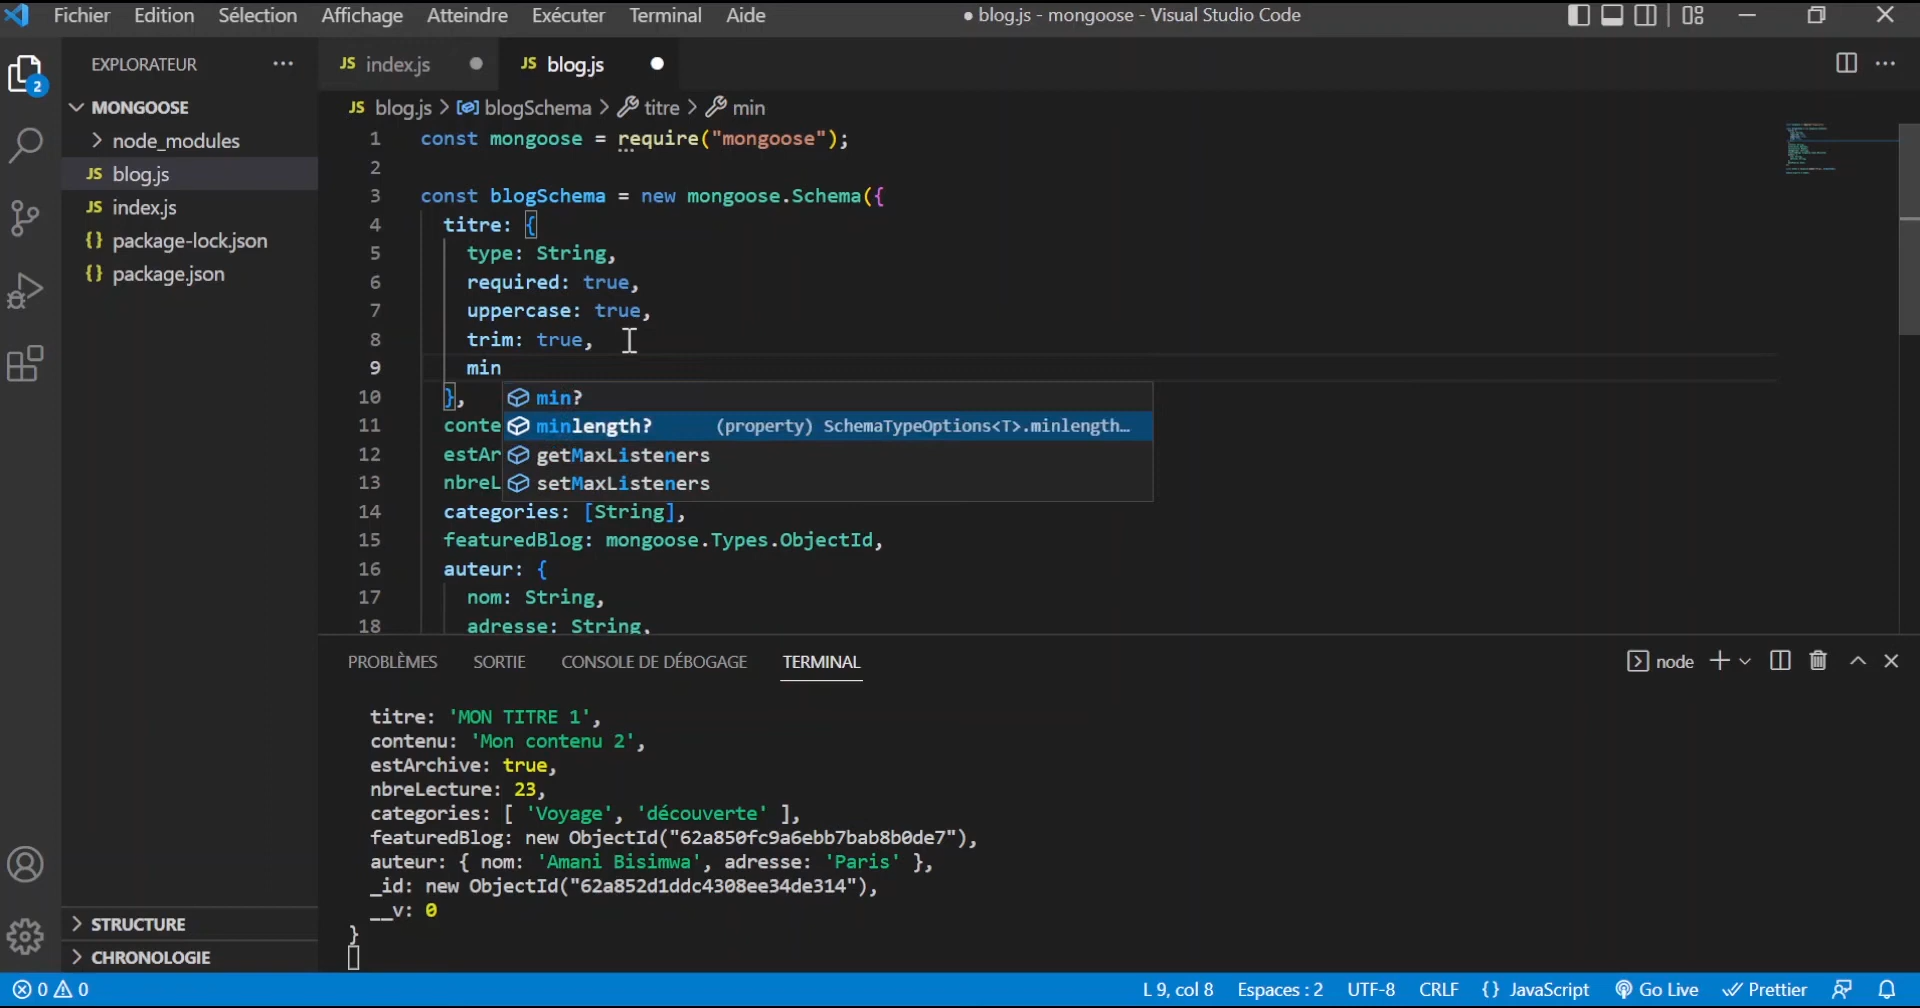 Fichier Edition Sélection Affichage Atteindre Exécuter Terminal Aide
● blog.js - mongoose - Visual Studio Code
EXPLORATEUR ···
2
MONGOOSE
node_modules
JS blog.js
JS index.js
{} package-lock.json
{} package.json
STRUCTURE
CHRONOLOGIE
JS index.js
JS blog.js
JS blog.js > blogSchema > titre > min
1 const mongoose = require("mongoose");
2
3 const blogSchema = new mongoose.Schema({
4 titre: {
5 type: String,
6 required: true,
7 uppercase: true,
8 trim: true,
9 min
10 },
11 conte
12 estAr
13 nbreL
min?
minlength? (property) SchemaTypeOptions<T>.minlength…
getMaxListeners
setMaxListeners
14 categories: [String],
15 featuredBlog: mongoose.Types.ObjectId,
16 auteur: {
17 nom: String,
18 adresse: String,
PROBLÈMES SORTIE CONSOLE DE DÉBOGAGE TERMINAL
node
titre: 'MON TITRE 1',
contenu: 'Mon contenu 2',
estArchive: true,
nbreLecture: 23,
categories: [ 'Voyage', 'découverte' ],
featuredBlog: new ObjectId("62a850fc9a6ebb7bab8b0de7"),
auteur: { nom: 'Amani Bisimwa', adresse: 'Paris' },
_id: new ObjectId("62a852d1ddc4308ee34de314"),
__v: 0
}
0 0
L 9, col 8 Espaces : 2 UTF-8 CRLF {} JavaScript Go Live Prettier